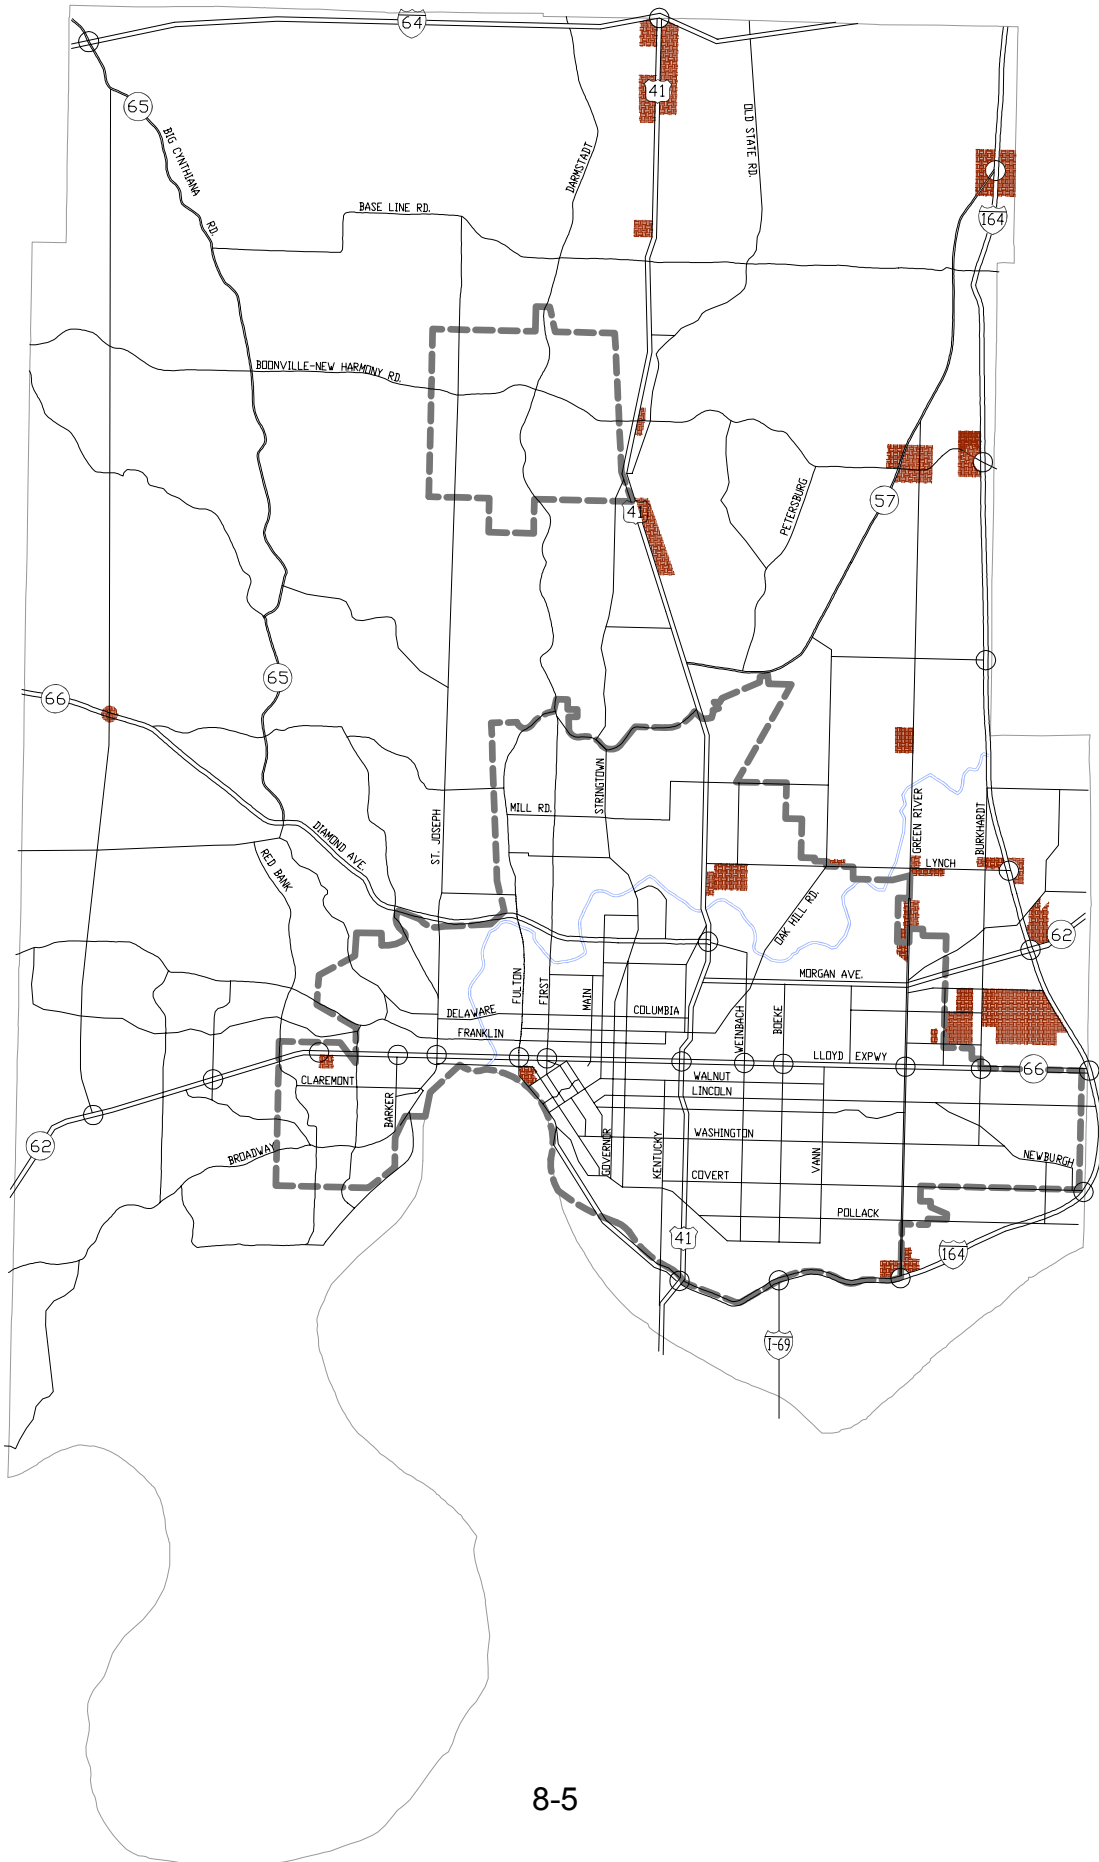 64
65
41
BIG CYNTHIANA
RD.
DARMSTADT
OLD STATE RD.
BASE LINE RD.
164
BOONVILLE-NEW HARMONY RD.
PETERSBURG
57
41
65
66
STRINGTOWN
MILL RD.
ST. JOSEPH
DIAMOND AVE.
RED BANK
GREEN RIVER
BURKHARDT
LYNCH
OAK HILL RD.
62
MORGAN AVE.
FULTON
FIRST
MAIN
DELAWARE
COLUMBIA
FRANKLIN
WEINBACH
BOEKE
LLOYD EXPWY
66
CLAREMONT
WALNUT
LINCOLN
BARKER
62
BROADWAY
GOVERNOR
KENTUCKY
WASHINGTON
VANN
NEWBURGH
COVERT
POLLACK
41
164
I-69
8-5